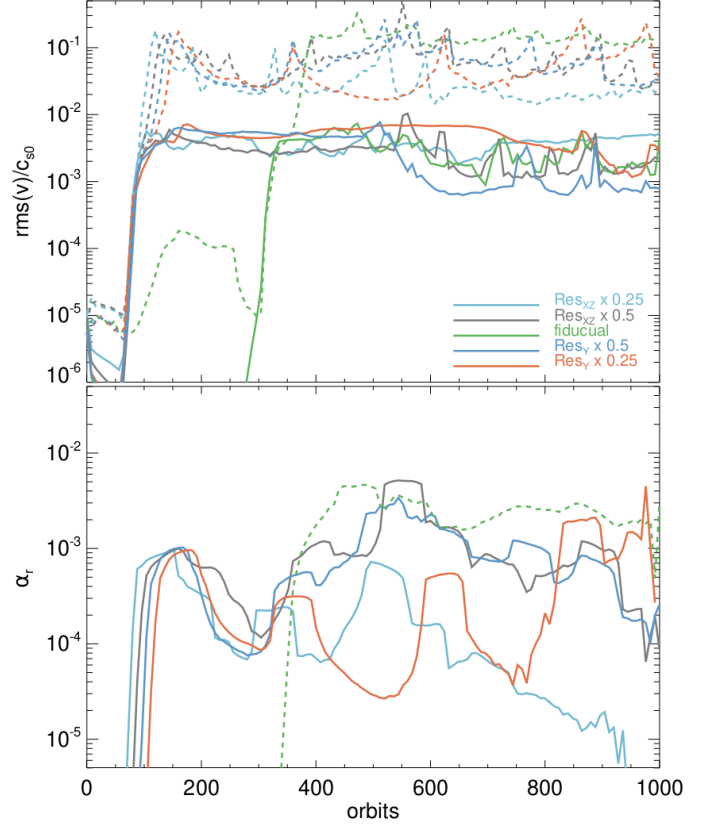 10⁻¹
10⁻²
10⁻³
10⁻⁴
10⁻⁵
10⁻⁶
rms(v)/c_s0
Res_XZ x 0.25
Res_XZ x 0.5
fiducual
Res_Y x 0.5
Res_Y x 0.25
10⁻²
10⁻³
10⁻⁴
10⁻⁵
α_r
0 200 400 600 800 1000
orbits